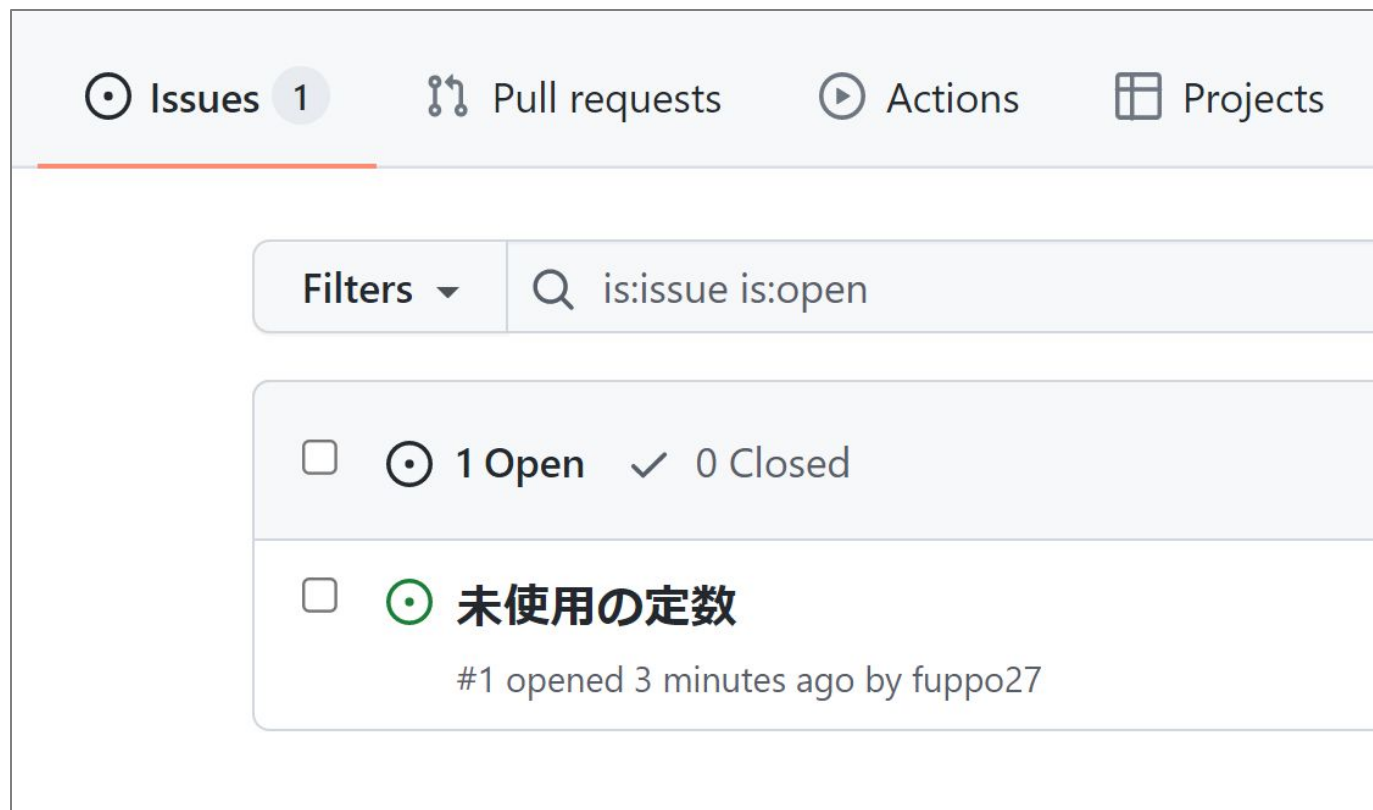 Issues 1 Pull requests Actions Projects
Filters is:issue is:open
1 Open 0 Closed
未使用の定数
#1 opened 3 minutes ago by fuppo27